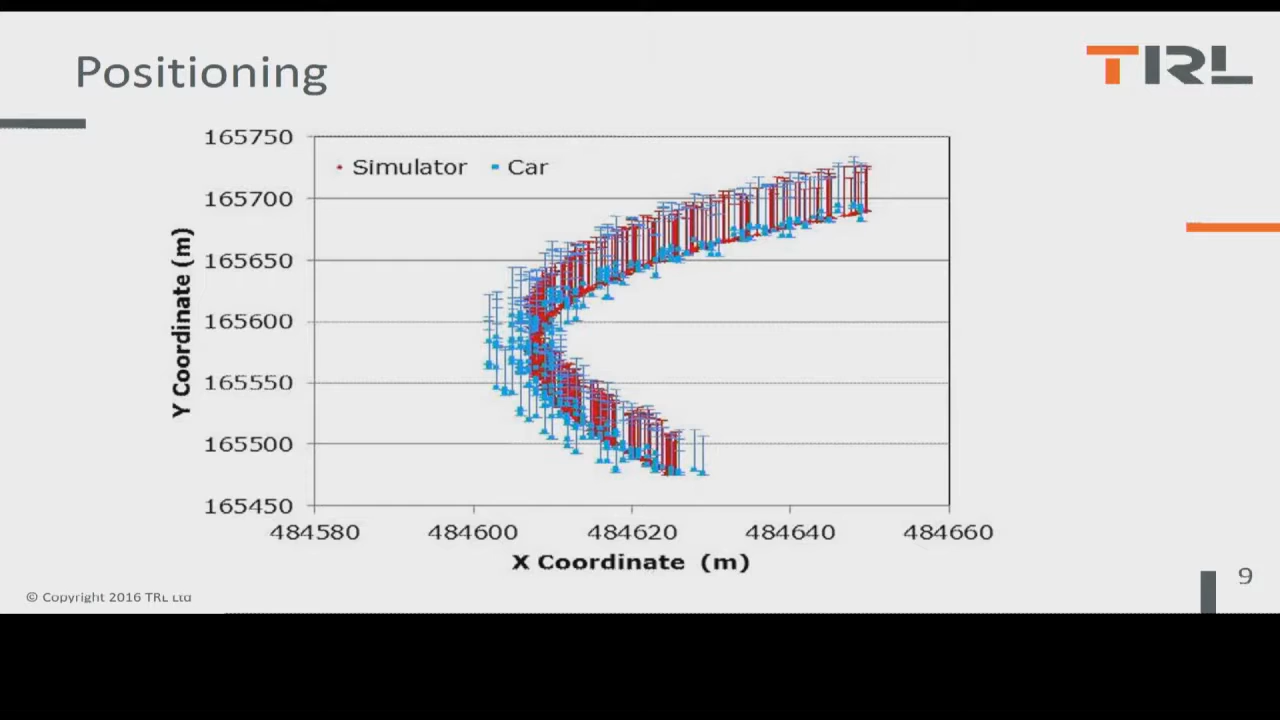 Positioning
TRL
165750
Simulator
Car
165700
165650
165600
165550
165500
165450
Y Coordinate (m)
484580
484600
484620
484640
484660
X Coordinate (m)
9
© Copyright 2016 TRL Ltd